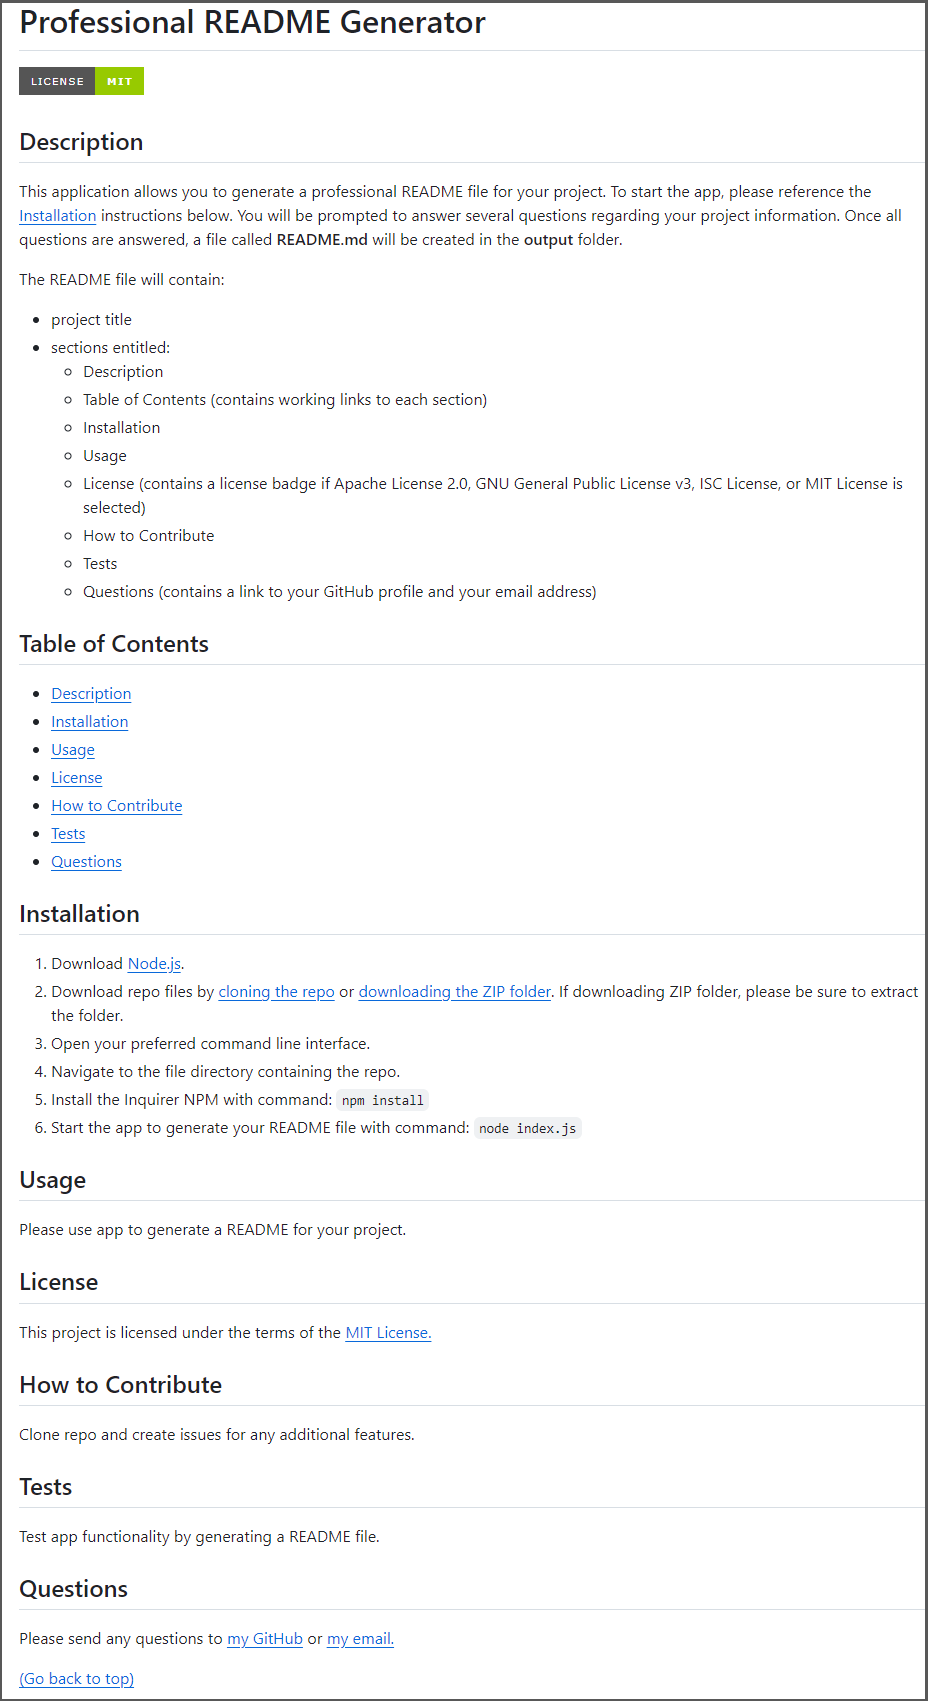 Professional README Generator
LICENSE MIT
Description
This application allows you to generate a professional README file for your project. To start the app, please reference the
Installation instructions below. You will be prompted to answer several questions regarding your project information. Once all
questions are answered, a file called README.md will be created in the output folder.
The README file will contain:
project title
sections entitled:
Description
Table of Contents (contains working links to each section)
Installation
Usage
License (contains a license badge if Apache License 2.0, GNU General Public License v3, ISC License, or MIT License is
selected)
How to Contribute
Tests
Questions (contains a link to your GitHub profile and your email address)
Table of Contents
Description
Installation
Usage
License
How to Contribute
Tests
Questions
Installation
1. Download Node.js.
2. Download repo files by cloning the repo or downloading the ZIP folder. If downloading ZIP folder, please be sure to extract
the folder.
3. Open your preferred command line interface.
4. Navigate to the file directory containing the repo.
5. Install the Inquirer NPM with command: npm install
6. Start the app to generate your README file with command: node index.js
Usage
Please use app to generate a README for your project.
License
This project is licensed under the terms of the MIT License.
How to Contribute
Clone repo and create issues for any additional features.
Tests
Test app functionality by generating a README file.
Questions
Please send any questions to my GitHub or my email.
(Go back to top)